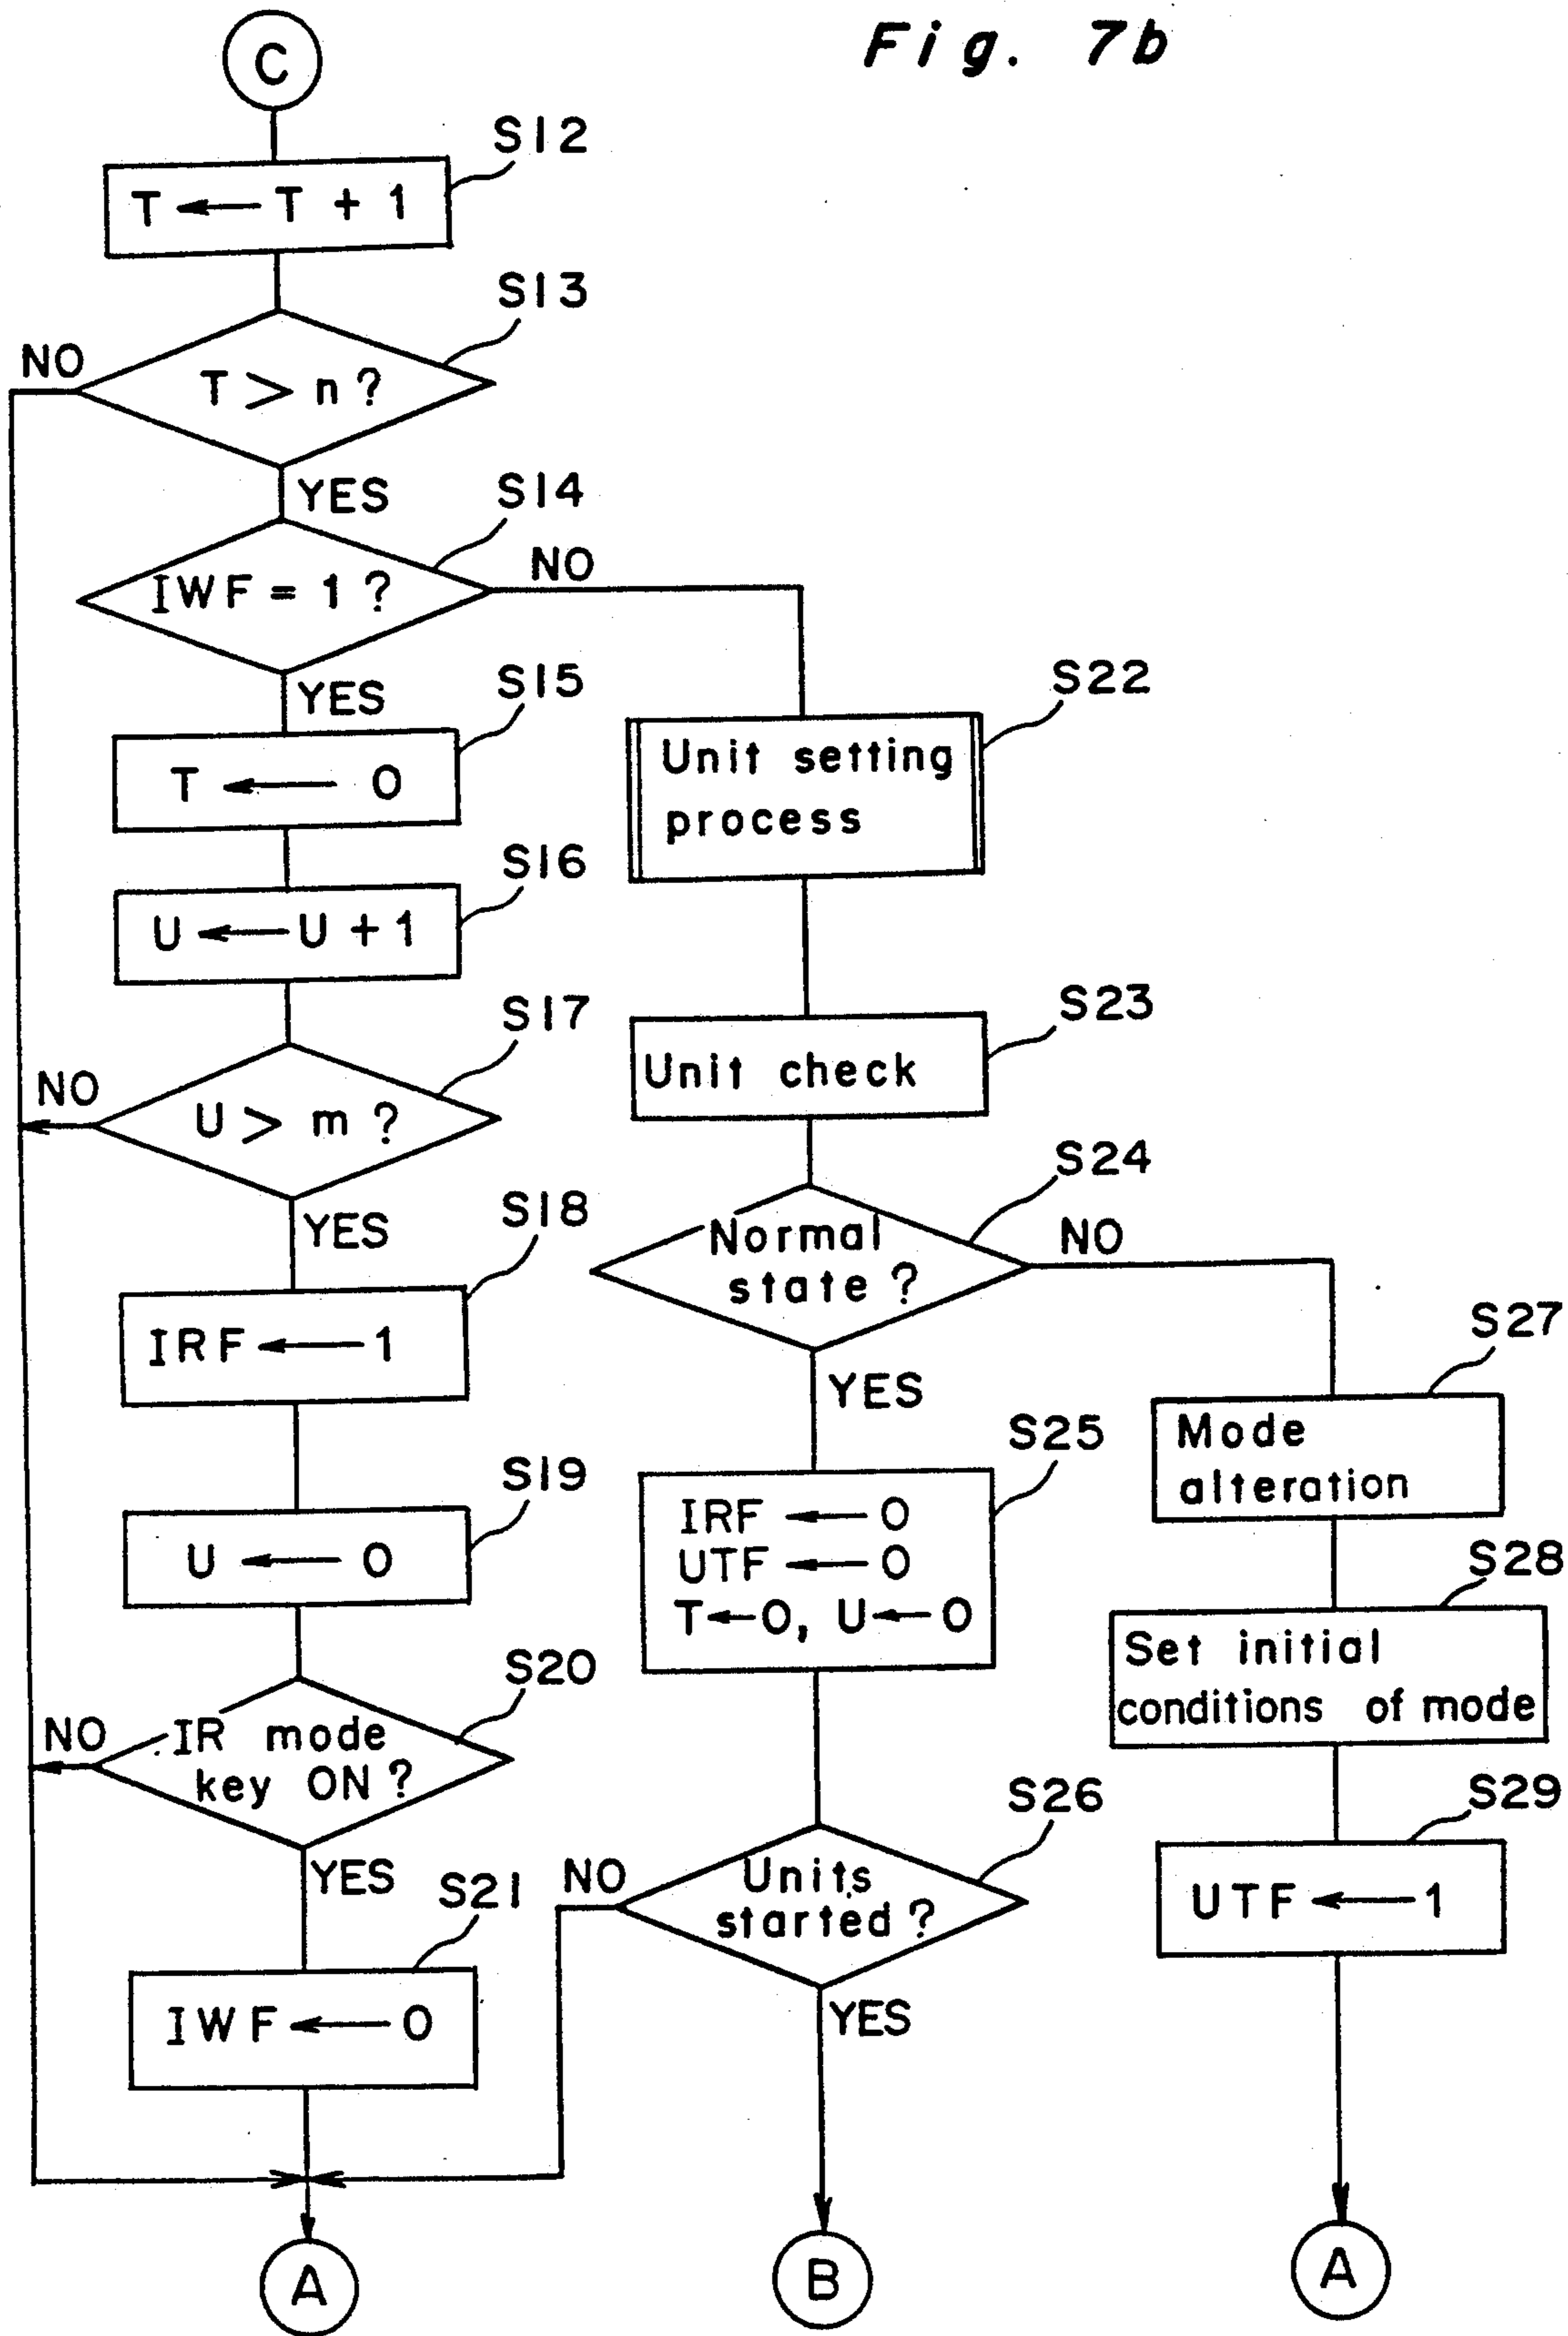 Fig. 7b
C
S12
T ← T + 1
S13
T > n ?
NO
YES
S14
IWF = 1 ?
NO
YES
S15
T ← 0
S16
U ← U + 1
S17
U > m ?
NO
YES
S18
IRF ← 1
S19
U ← 0
S20
IR mode
key ON ?
NO
YES
S21
IWF ← 0
A
S22
Unit setting
process
S23
Unit check
S24
Normal
state ?
NO
YES
S25
IRF ← 0
UTF ← 0
T ← 0, U ← 0
S26
Units
started ?
NO
YES
B
S27
Mode
alteration
S28
Set initial
conditions of mode
S29
UTF ← 1
A